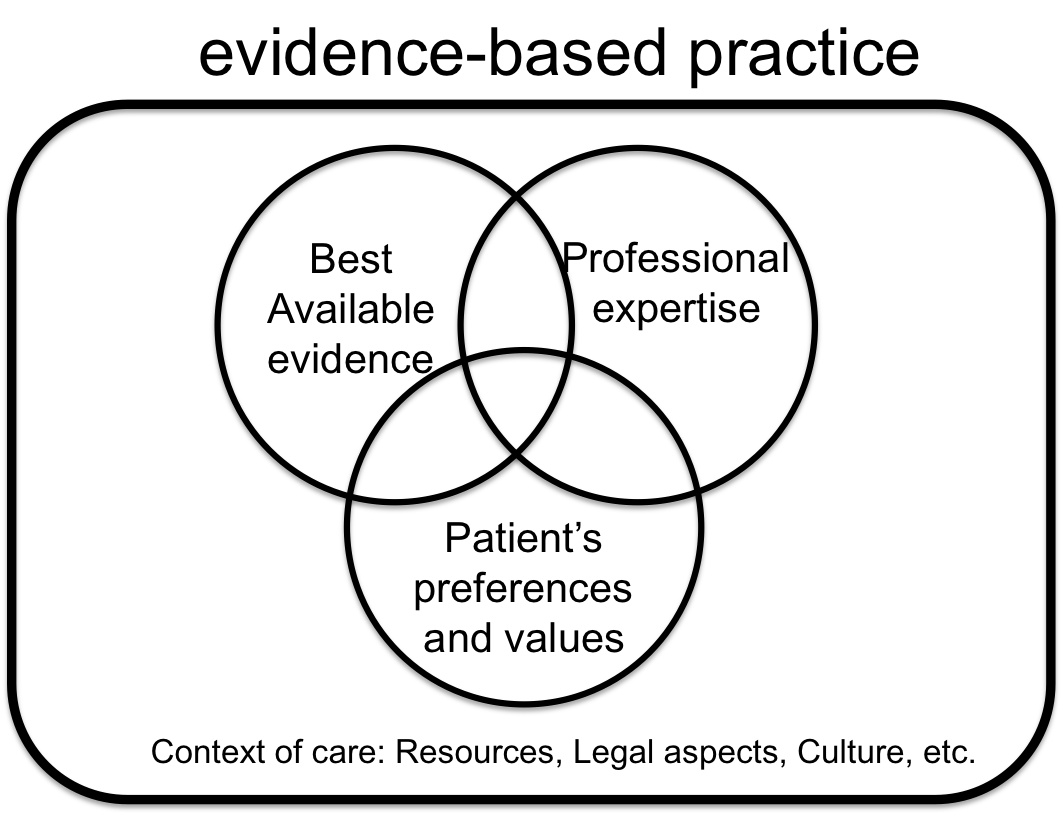 evidence-based practice
Best
Available
evidence
Professional
expertise
Patient’s
preferences
and values
Context of care: Resources, Legal aspects, Culture, etc.